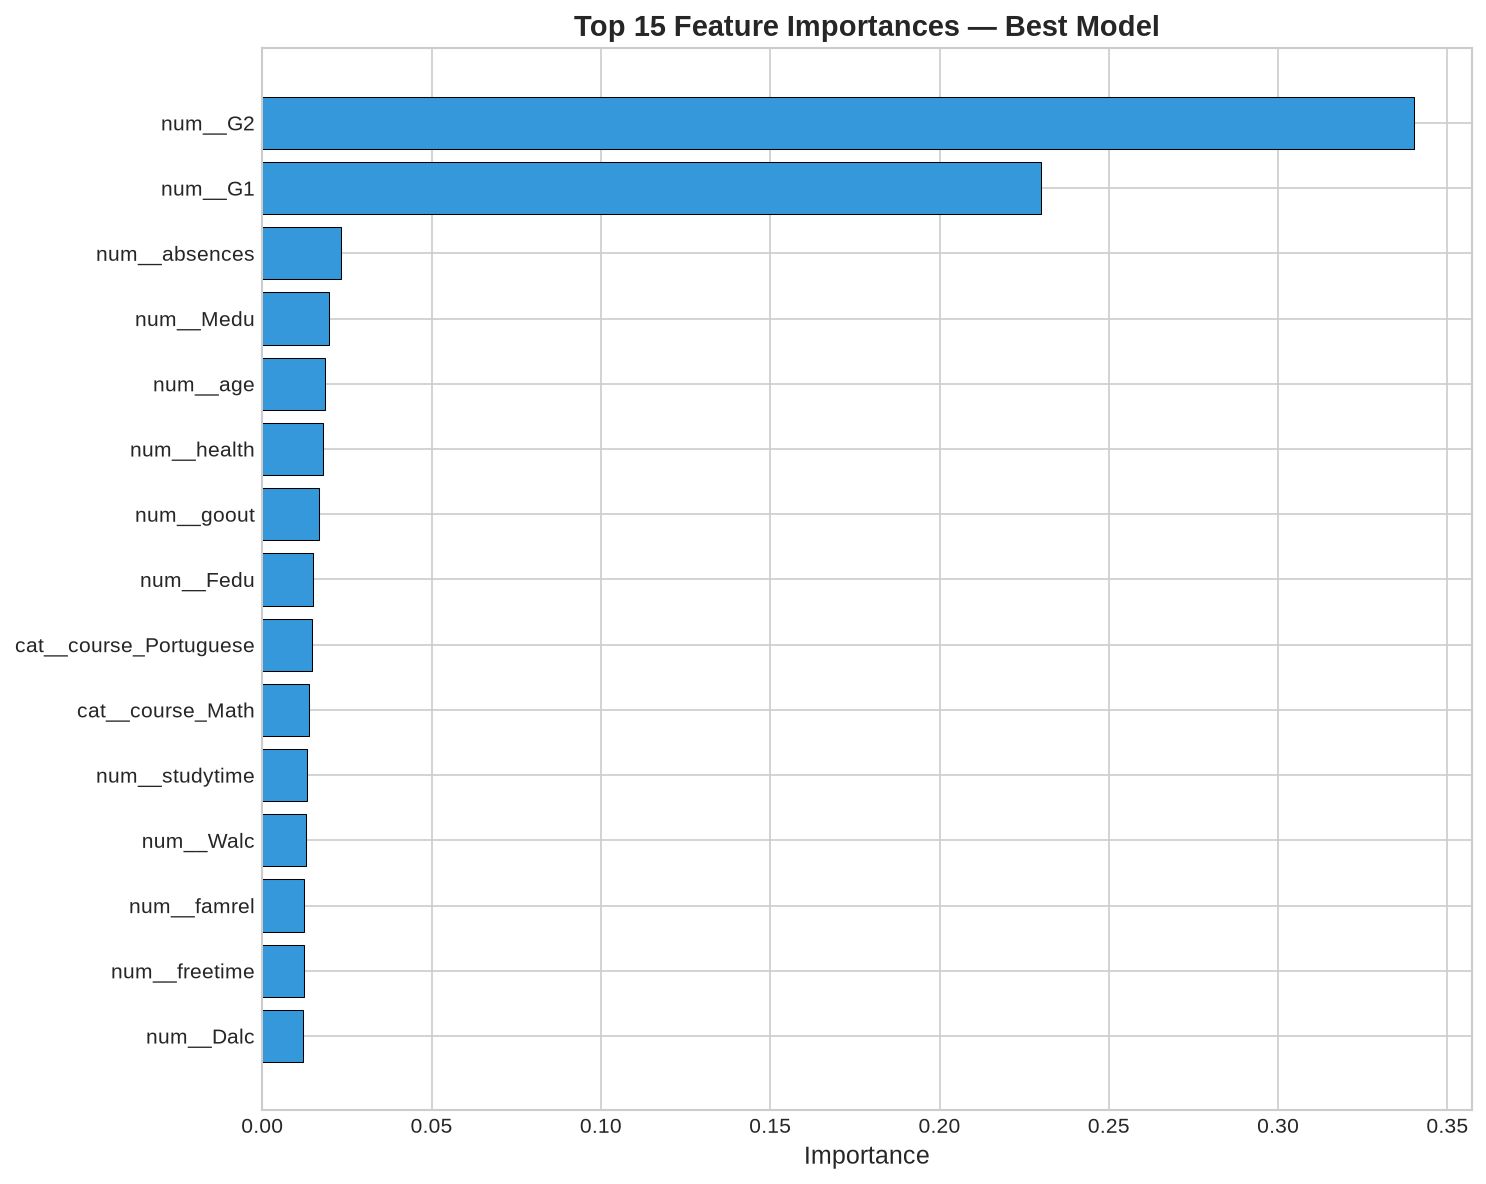 Top 15 Feature Importances — Best Model
num__G2
num__G1
num__absences
num__Medu
num__age
num__health
num__goout
num__Fedu
cat__course_Portuguese
cat__course_Math
num__studytime
num__Walc
num__famrel
num__freetime
num__Dalc
0.00 0.05 0.10 0.15 0.20 0.25 0.30 0.35
Importance